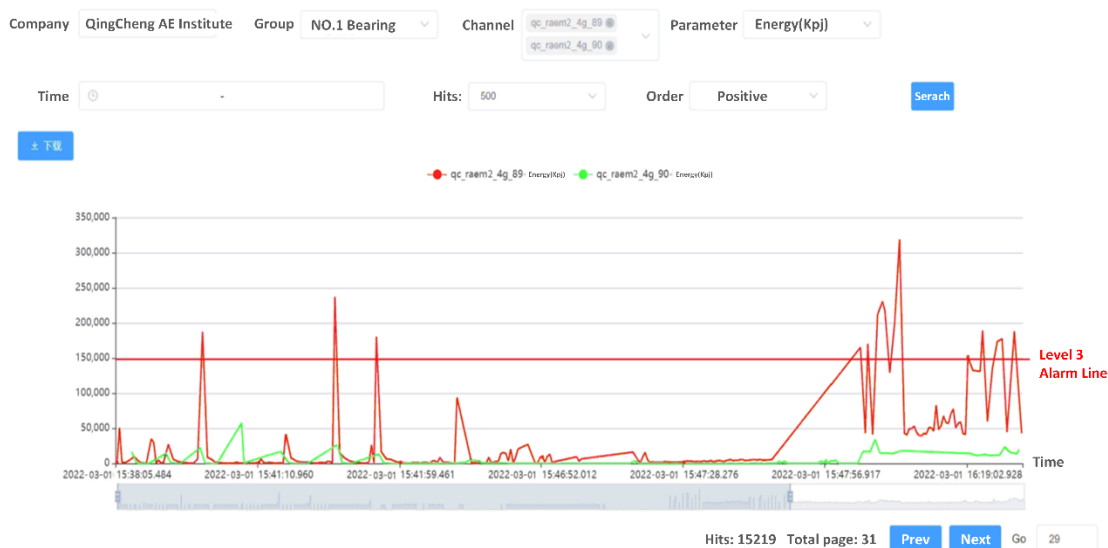 Company QingCheng AE Institute Group NO.1 Bearing Channel qc_raem2_4g_89 Parameter Energy(Kpj)
qc_raem2_4g_90
Time - Hits: 500 Order Positive Serach
下载
qc_raem2_4g_89- Energy(Kpj) qc_raem2_4g_90- Energy(Kpj)
350,000
300,000
250,000
200,000
150,000
100,000
50,000
0
Level 3
Alarm Line
Time
2022-03-01 15:38:05.484 2022-03-01 15:41:10.960 2022-03-01 15:41:59.461 2022-03-01 15:46:52.012 2022-03-01 15:47:28.276 2022-03-01 15:47:56.917 2022-03-01 16:19:02.928
Hits: 15219 Total page: 31 Prev Next Go 29